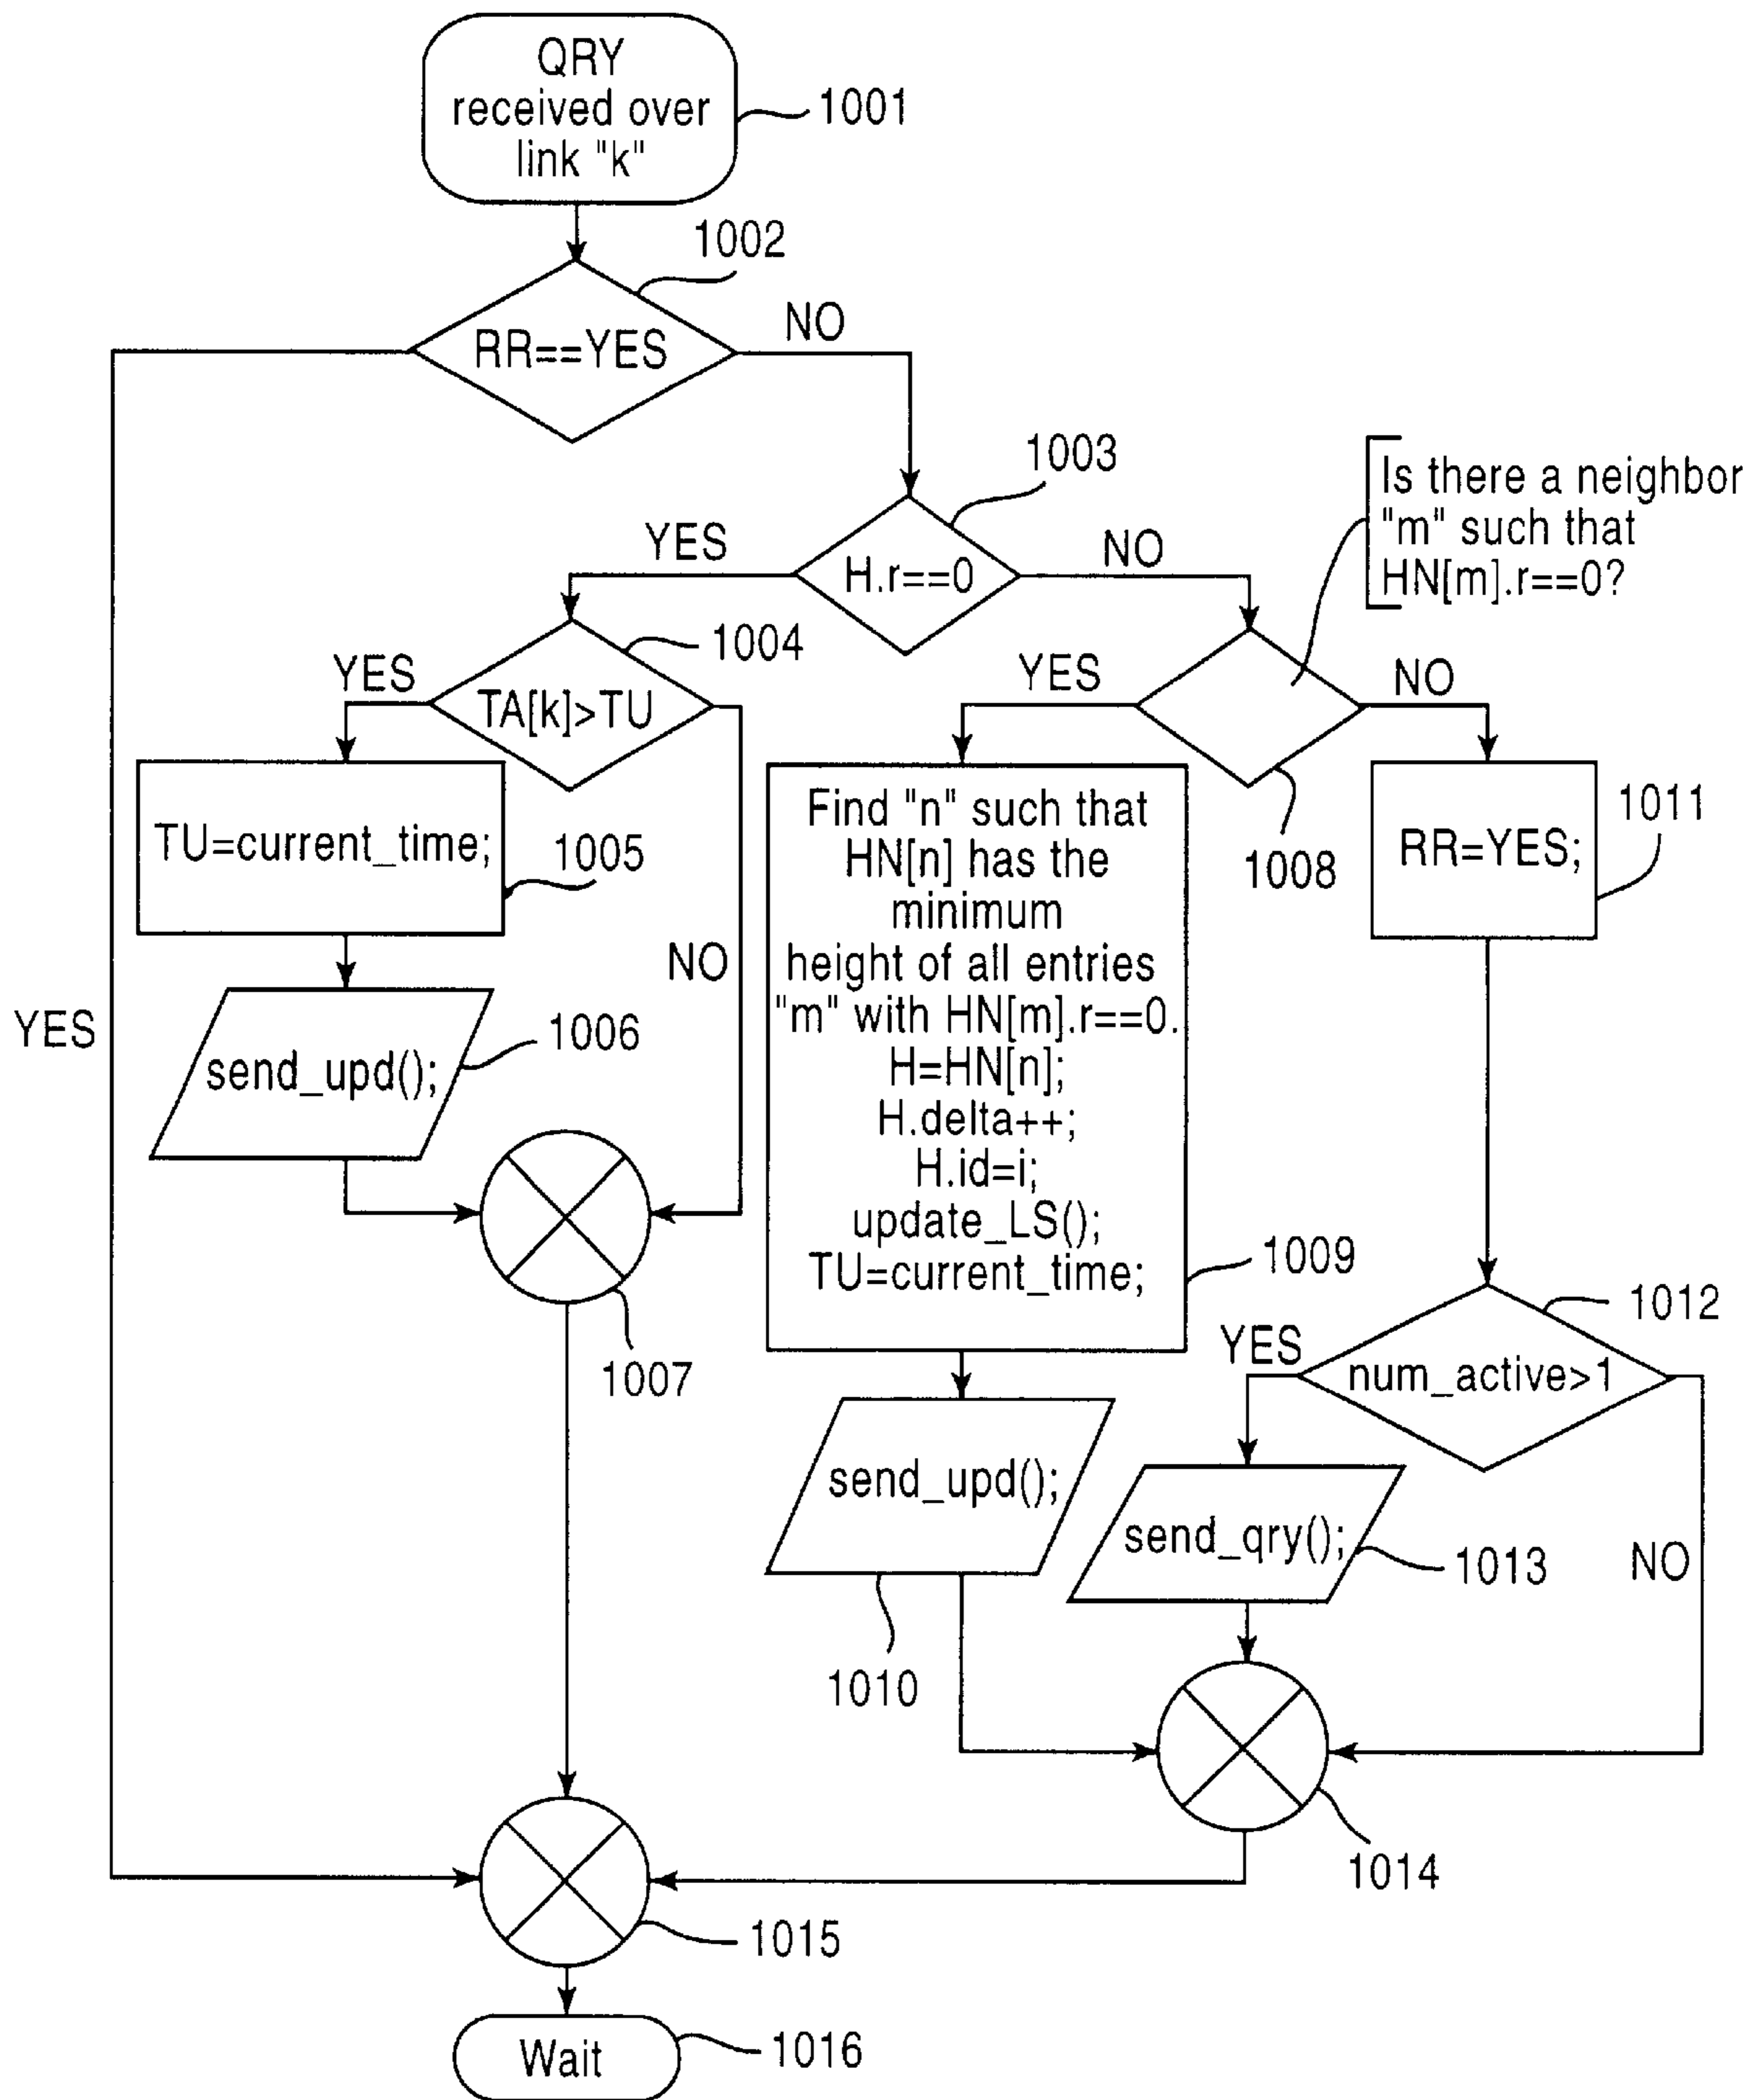 QRY
received over
link "k"
1001
1002
RR==YES
NO
1003
Is there a neighbor
"m" such that
HN[m].r==0?
YES
H.r==0
NO
1004
YES
TA[k]>TU
YES
NO
TU=current_time;
1005
NO
Find "n" such that
HN[n] has the
minimum
height of all entries
"m" with HN[m].r==0.
H=HN[n];
H.delta++;
H.id=i;
update_LS();
TU=current_time;
1008
RR=YES;
1011
YES
send_upd();
1006
1009
1007
1012
YES
num_active>1
send_upd();
send_qry();
1013
NO
1010
1014
1015
Wait
1016